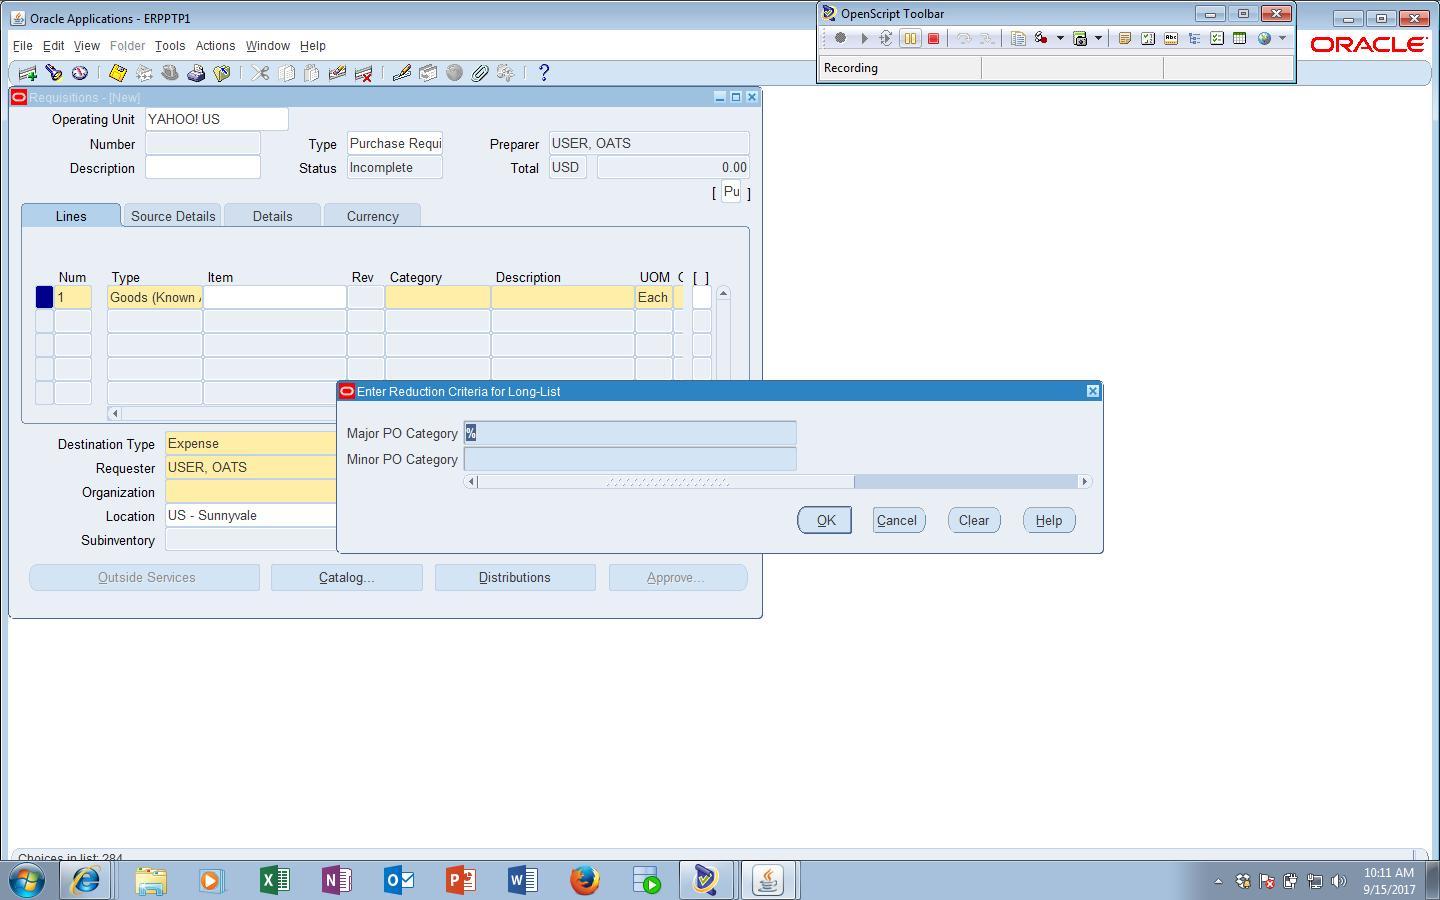 Oracle Applications - ERPPTP1
OpenScript Toolbar
File Edit View Folder Tools Actions Window Help
ORACLE
Recording
Requisitions - [New]
Operating Unit YAHOO! US
Number Type Purchase Requi Preparer USER, OATS
Description Status Incomplete Total USD 0.00
[ Pu ]
Lines Source Details Details Currency
Num Type Item Rev Category Description UOM [ ]
1 Goods (Known Each
Enter Reduction Criteria for Long-List
Major PO Category %
Minor PO Category
OK Cancel Clear Help
Destination Type Expense
Requester USER, OATS
Organization
Location US - Sunnyvale
Subinventory
Outside Services Catalog... Distributions Approve...
Choices in list: 284
10:11 AM
9/15/2017